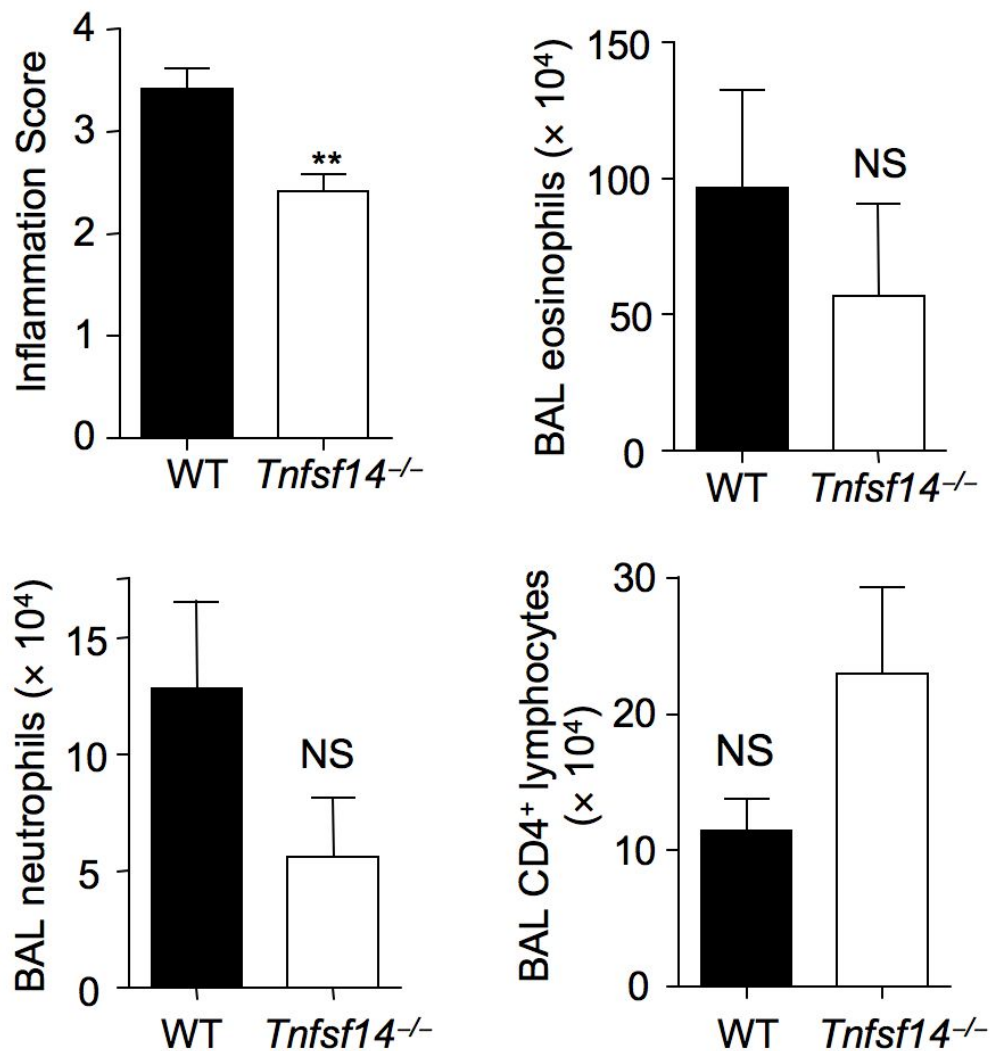 Inflammation Score
4
3
2
1
0
**
WT Tnfsf14⁻/⁻
BAL eosinophils (× 10⁴)
150
100
50
0
NS
WT Tnfsf14⁻/⁻
BAL neutrophils (× 10⁴)
15
10
5
0
NS
WT Tnfsf14⁻/⁻
BAL CD4⁺ lymphocytes
(× 10⁴)
30
20
10
0
NS
WT Tnfsf14⁻/⁻